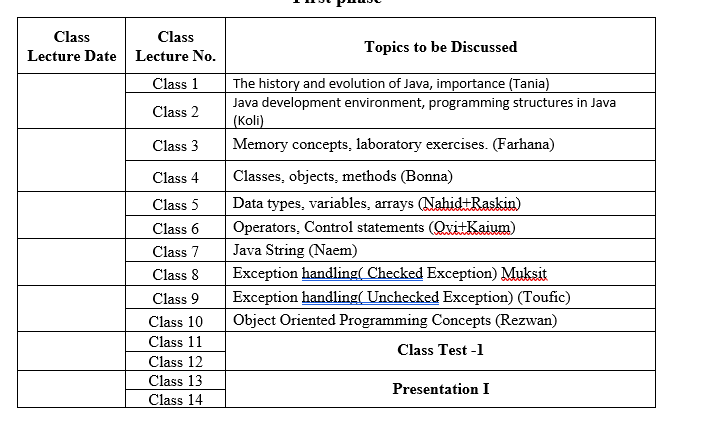 First phase
Class
Lecture Date
Class
Lecture No.
Topics to be Discussed
Class 1
The history and evolution of Java, importance (Tania)
Class 2
Java development environment, programming structures in Java
(Koli)
Class 3
Memory concepts, laboratory exercises. (Farhana)
Class 4
Classes, objects, methods (Bonna)
Class 5
Data types, variables, arrays (Nahid+Raskin)
Class 6
Operators, Control statements (Ovi+Kaium)
Class 7
Java String (Naem)
Class 8
Exception handling( Checked Exception) Muksit
Class 9
Exception handling( Unchecked Exception) (Toufic)
Class 10
Object Oriented Programming Concepts (Rezwan)
Class 11
Class Test -1
Class 12
Class 13
Presentation I
Class 14